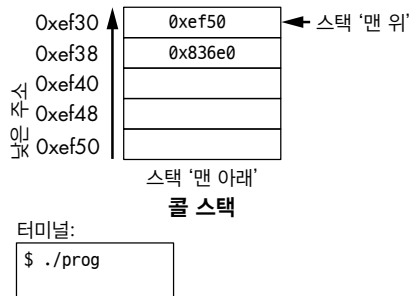 0xef30 0xef50 스택 ‘맨 위’
0xef38 0x836e0
0xef40
0xef48
0xef50
낮은 주소
스택 ‘맨 아래’
콜 스택
터미널:
$ ./prog